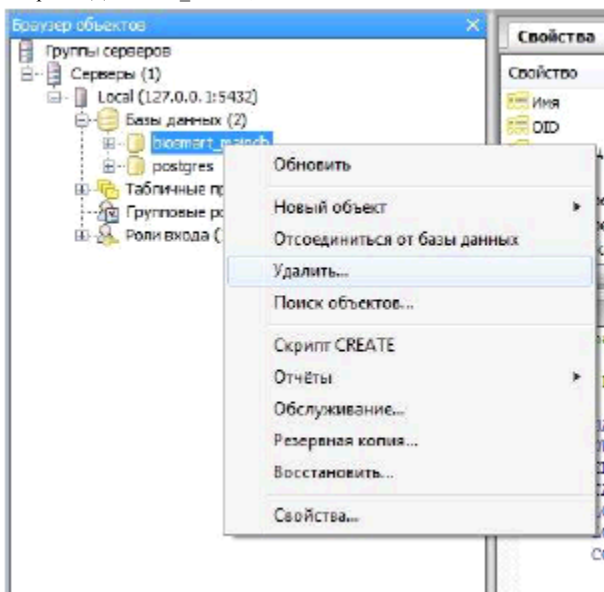 Браузер объектов
Группы серверов
Серверы (1)
Local (127.0.0.1:5432)
Базы данных (2)
biosmart_maindb
postgres
Табличные
Групповые
Роли входа (
Обновить
Новый объект
Отсоединиться от базы данных
Удалить...
Поиск объектов...
Скрипт CREATE
Отчёты
Обслуживание...
Резервная копия...
Восстановить...
Свойства...
Свойства
Свойство
Имя
OID